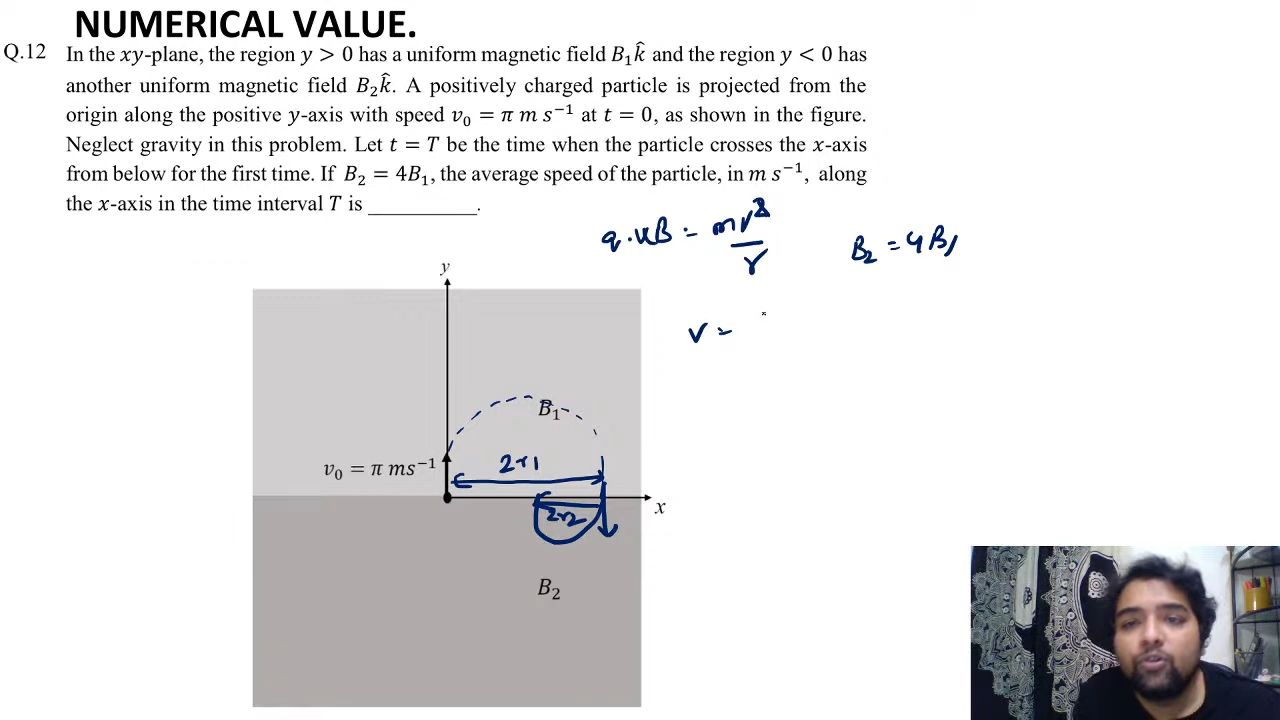 NUMERICAL VALUE.
Q.12 In the xy-plane, the region y > 0 has a uniform magnetic field B₁k̂ and the region y < 0 has
another uniform magnetic field B₂k̂. A positively charged particle is projected from the
origin along the positive y-axis with speed v₀ = π m s⁻¹ at t = 0, as shown in the figure.
Neglect gravity in this problem. Let t = T be the time when the particle crosses the x-axis
from below for the first time. If B₂ = 4B₁, the average speed of the particle, in m s⁻¹, along
the x-axis in the time interval T is __________.
q.vB = mv²/r
B₂ = 4B₁
y
r =
B₁
v₀ = π ms⁻¹
2r1
x
2r2
B₂